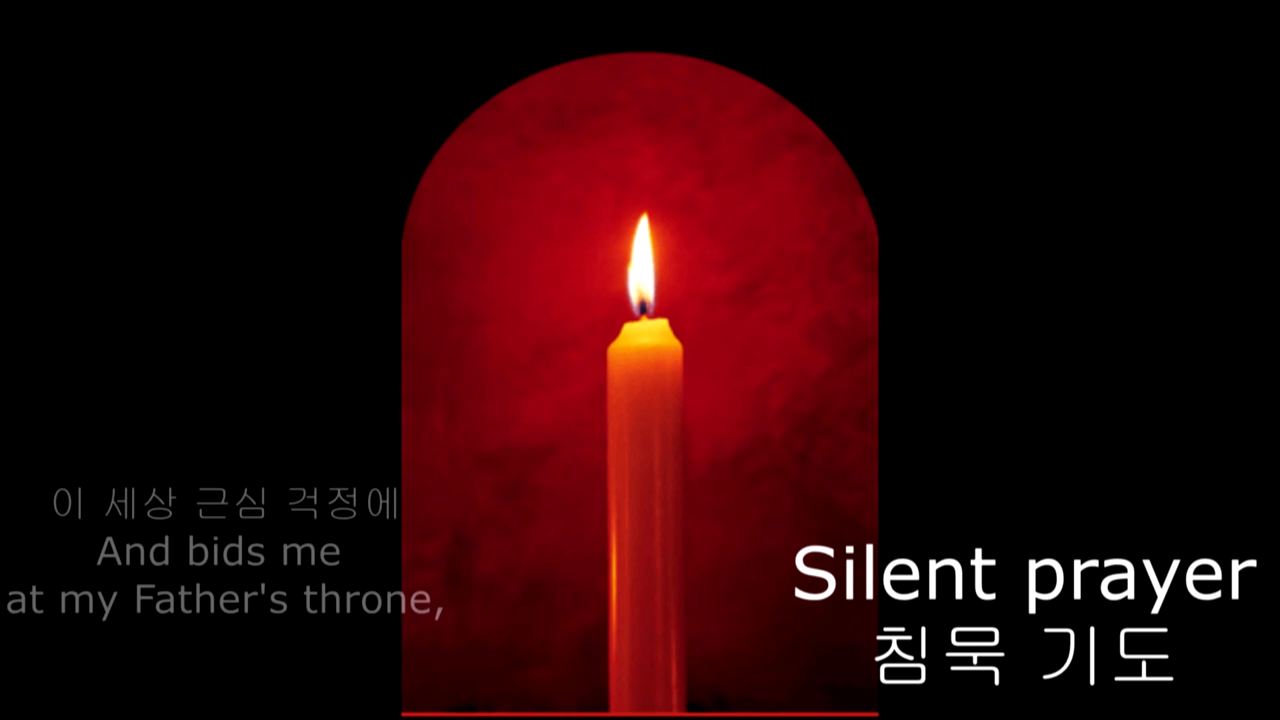 이 세상 근심 걱정에
And bids me
at my Father's throne,
Silent prayer
침묵 기도